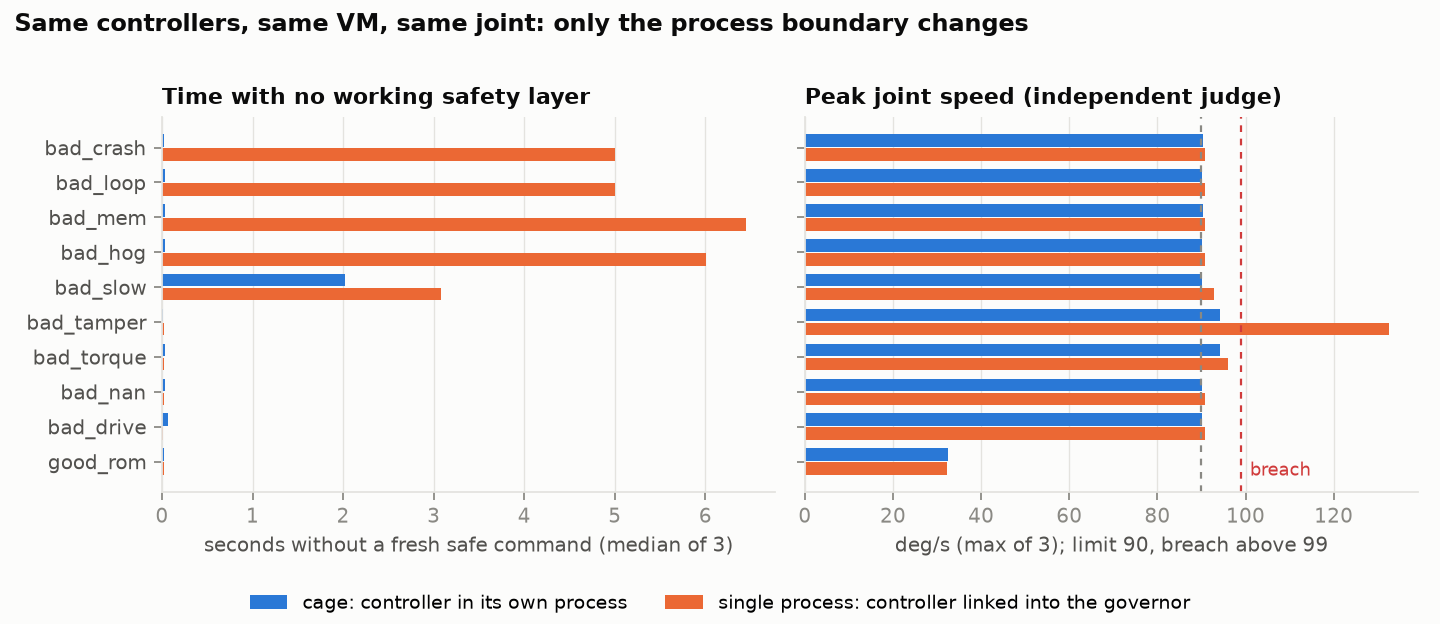 Same controllers, same VM, same joint: only the process boundary changes
Time with no working safety layer
Peak joint speed (independent judge)
bad_crash
bad_loop
bad_mem
bad_hog
bad_slow
bad_tamper
bad_torque
bad_nan
bad_drive
good_rom
breach
0 1 2 3 4 5 6
0 20 40 60 80 100 120
seconds without a fresh safe command (median of 3)
deg/s (max of 3); limit 90, breach above 99
cage: controller in its own process
single process: controller linked into the governor